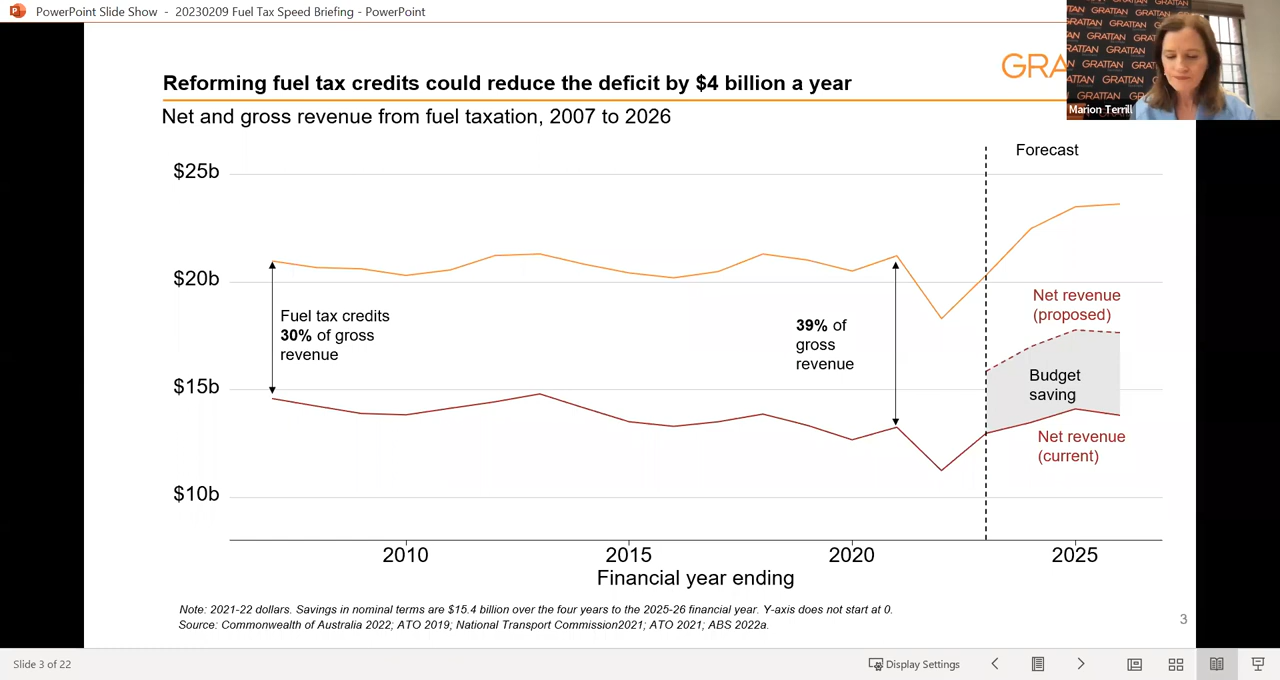 PowerPoint Slide Show - 20230209 Fuel Tax Speed Briefing - PowerPoint
GRATTAN
Marion Terrill
GRA
Reforming fuel tax credits could reduce the deficit by $4 billion a year
Net and gross revenue from fuel taxation, 2007 to 2026
Forecast
$25b
$20b
$15b
$10b
Fuel tax credits
30% of gross
revenue
39% of
gross
revenue
Net revenue
(proposed)
Budget
saving
Net revenue
(current)
2010
2015
2020
2025
Financial year ending
Note: 2021-22 dollars. Savings in nominal terms are $15.4 billion over the four years to the 2025-26 financial year. Y-axis does not start at 0.
Source: Commonwealth of Australia 2022; ATO 2019; National Transport Commission2021; ATO 2021; ABS 2022a.
3
Slide 3 of 22
Display Settings